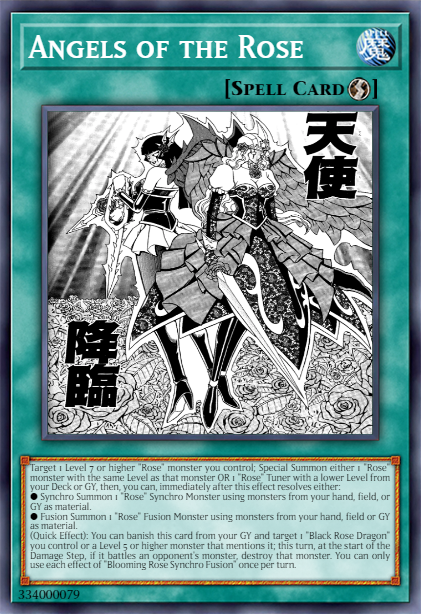 Angels of the Rose
魔
[Spell Card]
天使
降臨
Target 1 Level 7 or higher "Rose" monster you control; Special Summon either 1 "Rose"
monster with the same Level as that monster OR 1 "Rose" Tuner with a lower Level from
your Deck or GY, then, you can, immediately after this effect resolves either:
● Synchro Summon 1 "Rose" Synchro Monster using monsters from your hand, field, or
GY as material.
● Fusion Summon 1 "Rose" Fusion Monster using monsters from your hand, field or GY
as material.
(Quick Effect): You can banish this card from your GY and target 1 "Black Rose Dragon"
you control or a Level 5 or higher monster that mentions it; this turn, at the start of the
Damage Step, if it battles an opponent's monster, destroy that monster. You can only
use each effect of "Blooming Rose Synchro Fusion" once per turn.
334000079